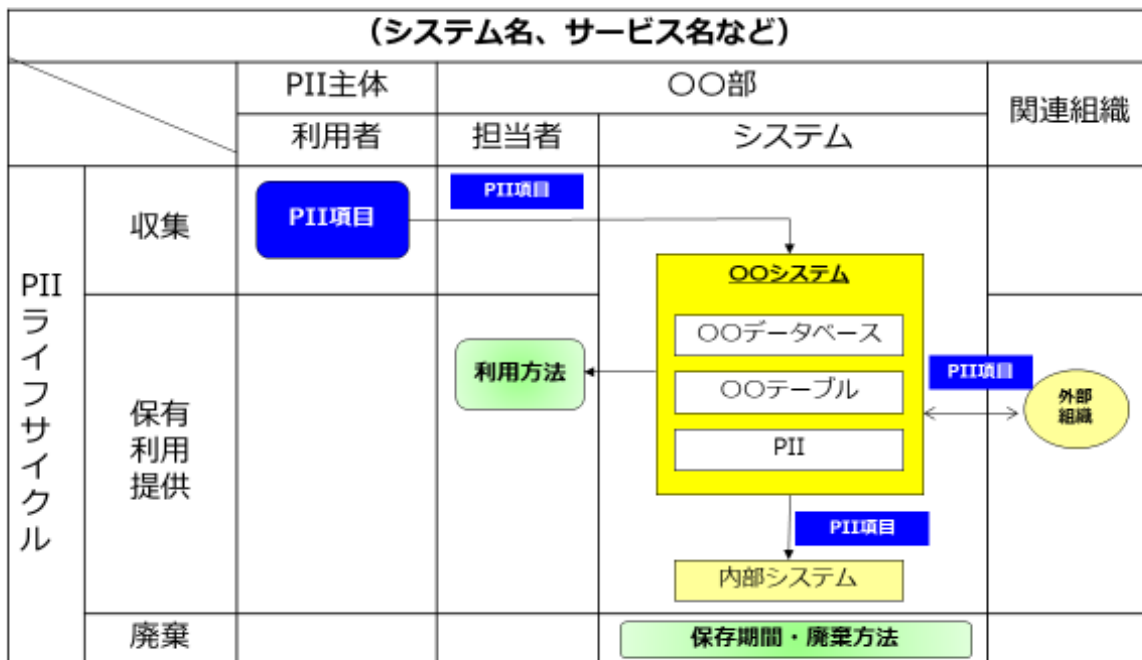 (システム名、サービス名など)
PII主体
〇〇部
関連組織
利用者
担当者
システム
PIIライフサイクル
収集
PII項目
PII項目
〇〇システム
〇〇データベース
〇〇テーブル
PII
保有
利用
提供
利用方法
PII項目
外部
組織
PII項目
内部システム
廃棄
保存期間・廃棄方法